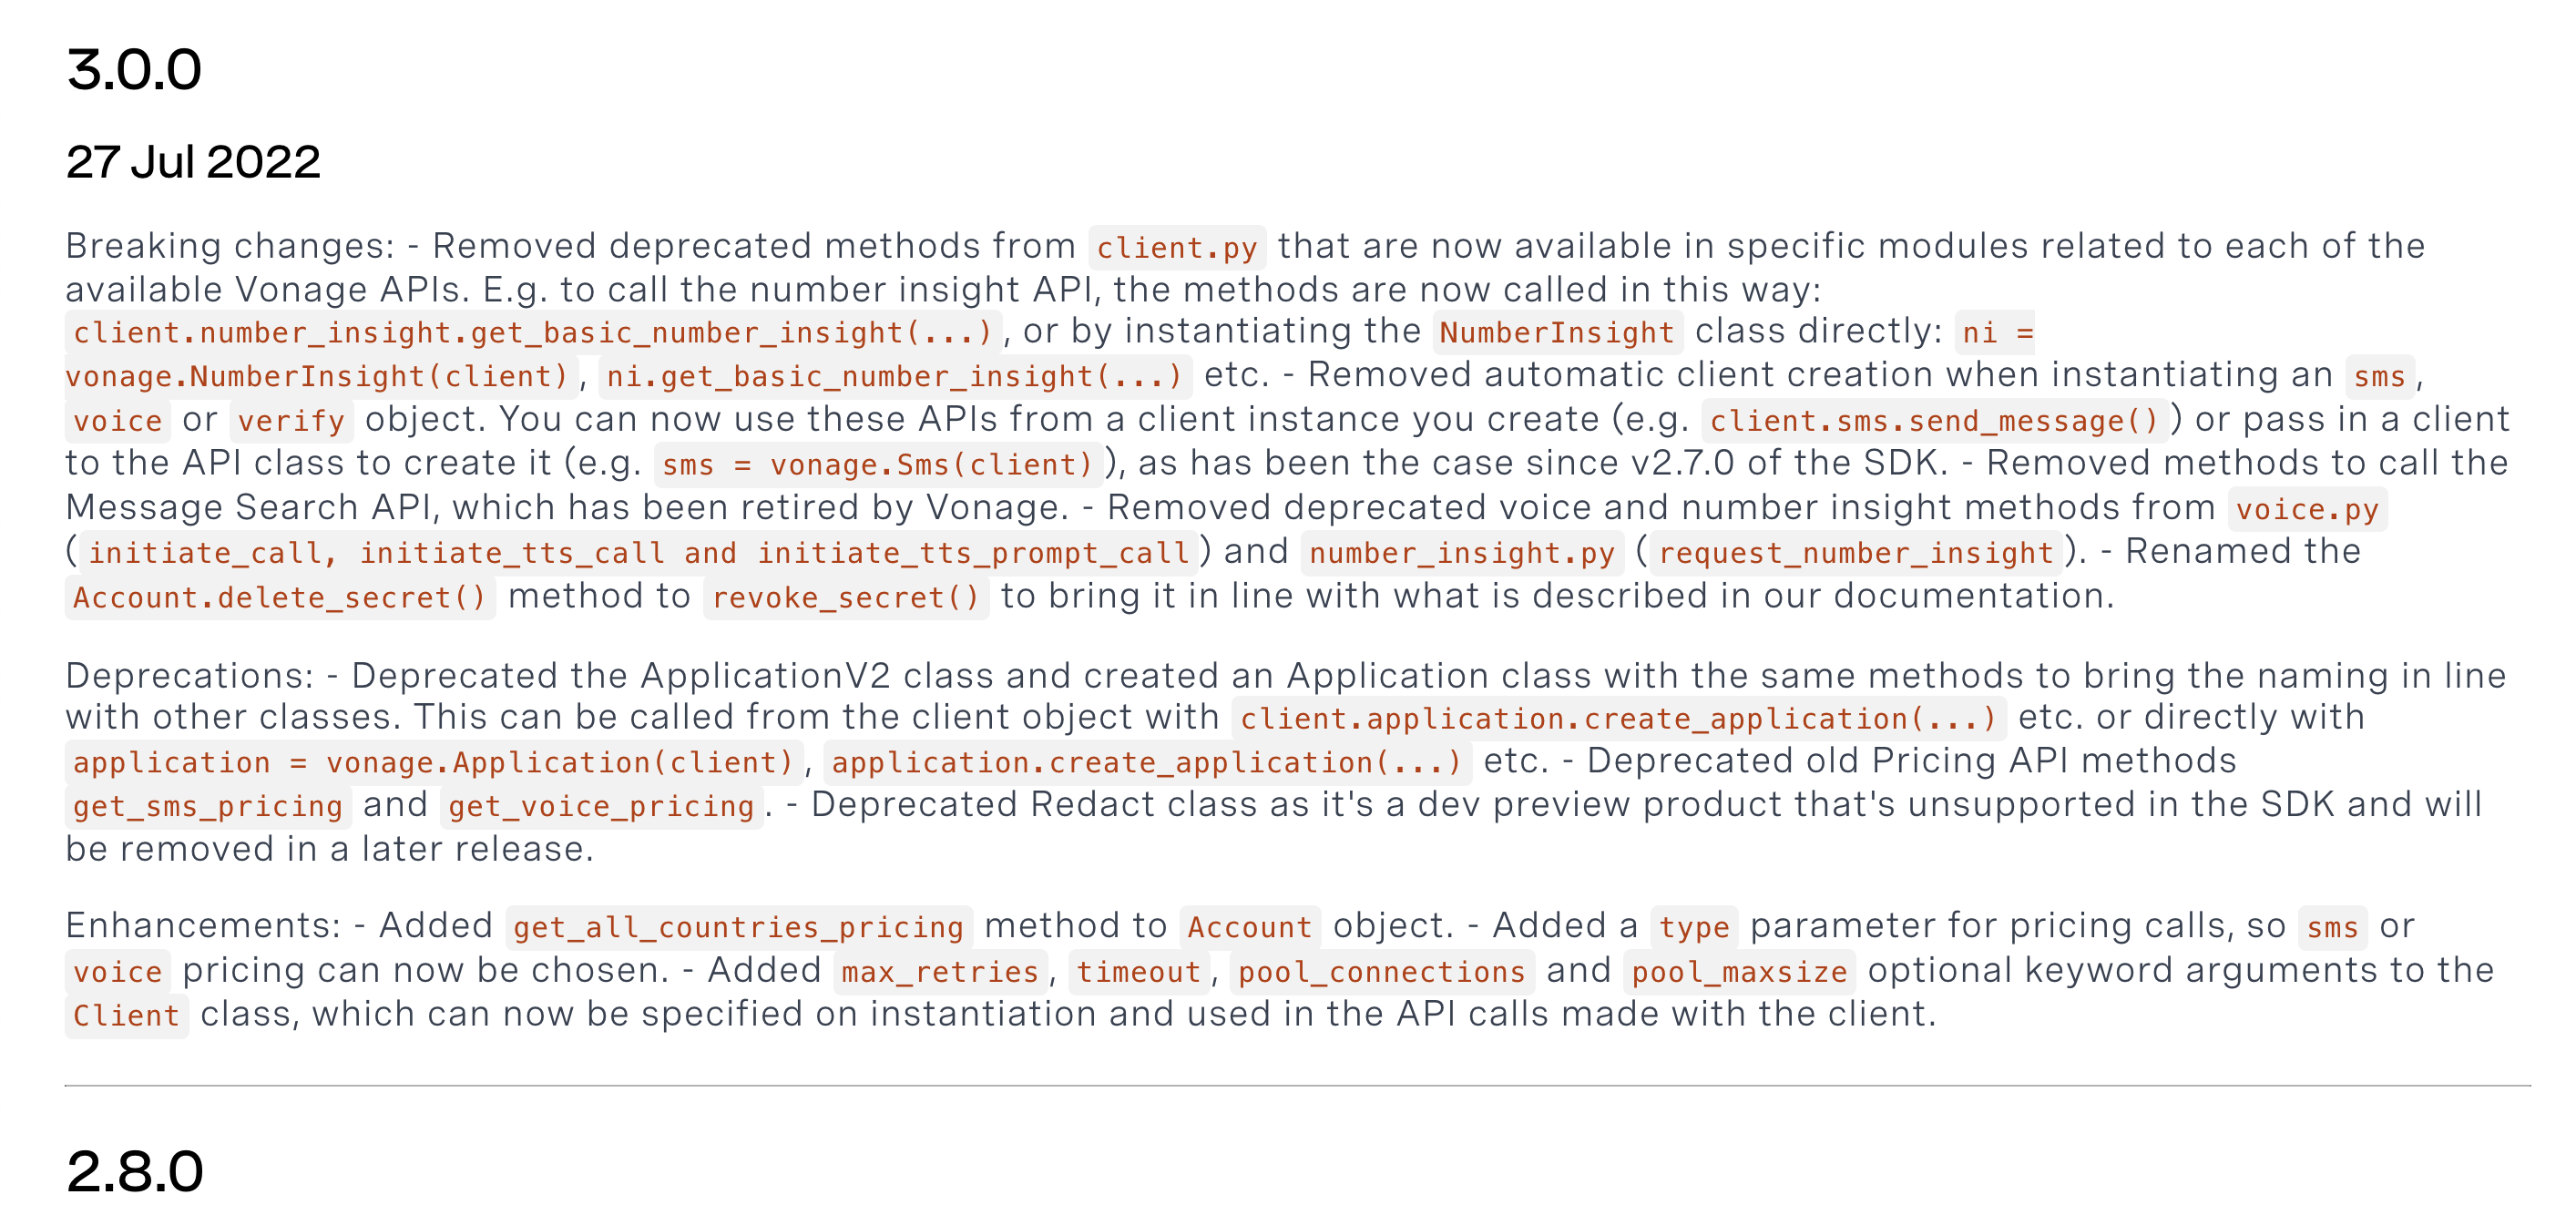 3.0.0
27 Jul 2022
Breaking changes: - Removed deprecated methods from client.py that are now available in specific modules related to each of the
available Vonage APIs. E.g. to call the number insight API, the methods are now called in this way:
client.number_insight.get_basic_number_insight(...), or by instantiating the NumberInsight class directly: ni =
vonage.NumberInsight(client), ni.get_basic_number_insight(...) etc. - Removed automatic client creation when instantiating an sms,
voice or verify object. You can now use these APIs from a client instance you create (e.g. client.sms.send_message()) or pass in a client
to the API class to create it (e.g. sms = vonage.Sms(client)), as has been the case since v2.7.0 of the SDK. - Removed methods to call the
Message Search API, which has been retired by Vonage. - Removed deprecated voice and number insight methods from voice.py
(initiate_call, initiate_tts_call and initiate_tts_prompt_call) and number_insight.py (request_number_insight). - Renamed the
Account.delete_secret() method to revoke_secret() to bring it in line with what is described in our documentation.
Deprecations: - Deprecated the ApplicationV2 class and created an Application class with the same methods to bring the naming in line
with other classes. This can be called from the client object with client.application.create_application(...) etc. or directly with
application = vonage.Application(client), application.create_application(...) etc. - Deprecated old Pricing API methods
get_sms_pricing and get_voice_pricing. - Deprecated Redact class as it's a dev preview product that's unsupported in the SDK and will
be removed in a later release.
Enhancements: - Added get_all_countries_pricing method to Account object. - Added a type parameter for pricing calls, so sms or
voice pricing can now be chosen. - Added max_retries, timeout, pool_connections and pool_maxsize optional keyword arguments to the
Client class, which can now be specified on instantiation and used in the API calls made with the client.
2.8.0